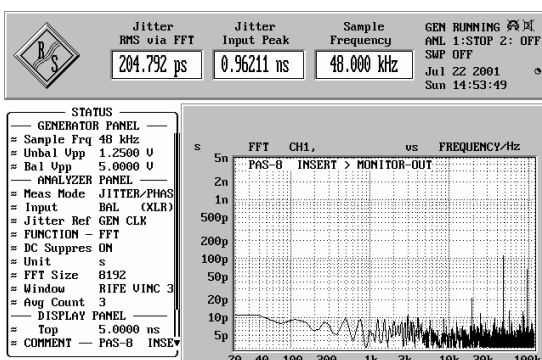 Jitter
RMS via FFT
204.792 ps
Jitter
Input Peak
0.96211 ns
Sample
Frequency
48.000 kHz
GEN RUNNING
ANL 1:STOP 2: OFF
SWP OFF
Jul 22 2001
Sun 14:53:49
R S
STATUS
GENERATOR PANEL
≈ Sample Frq 48 kHz
≈ Unbal Vpp 1.2500 V
≈ Bal Vpp 5.0000 V
ANALYZER PANEL
≈ Meas Mode JITTER/PHAS
≈ Input BAL (XLR)
≈ Jitter Ref GEN CLK
≈ FUNCTION - FFT
≈ DC Suppres ON
≈ Unit s
≈ FFT Size 8192
≈ Window RIFE VINC 3
≈ Avg Count 3
DISPLAY PANEL
≈ Top 5.0000 ns
≈ COMMENT — PAS-8 INSE
s FFT CH1, vs FREQUENCY/Hz
PAS-8 INSERT > MONITOR-OUT
5n
2n
1n
500p
200p
100p
50p
20p
10p
5p
20 40 100 200 1k 2k 10k 20k 100k